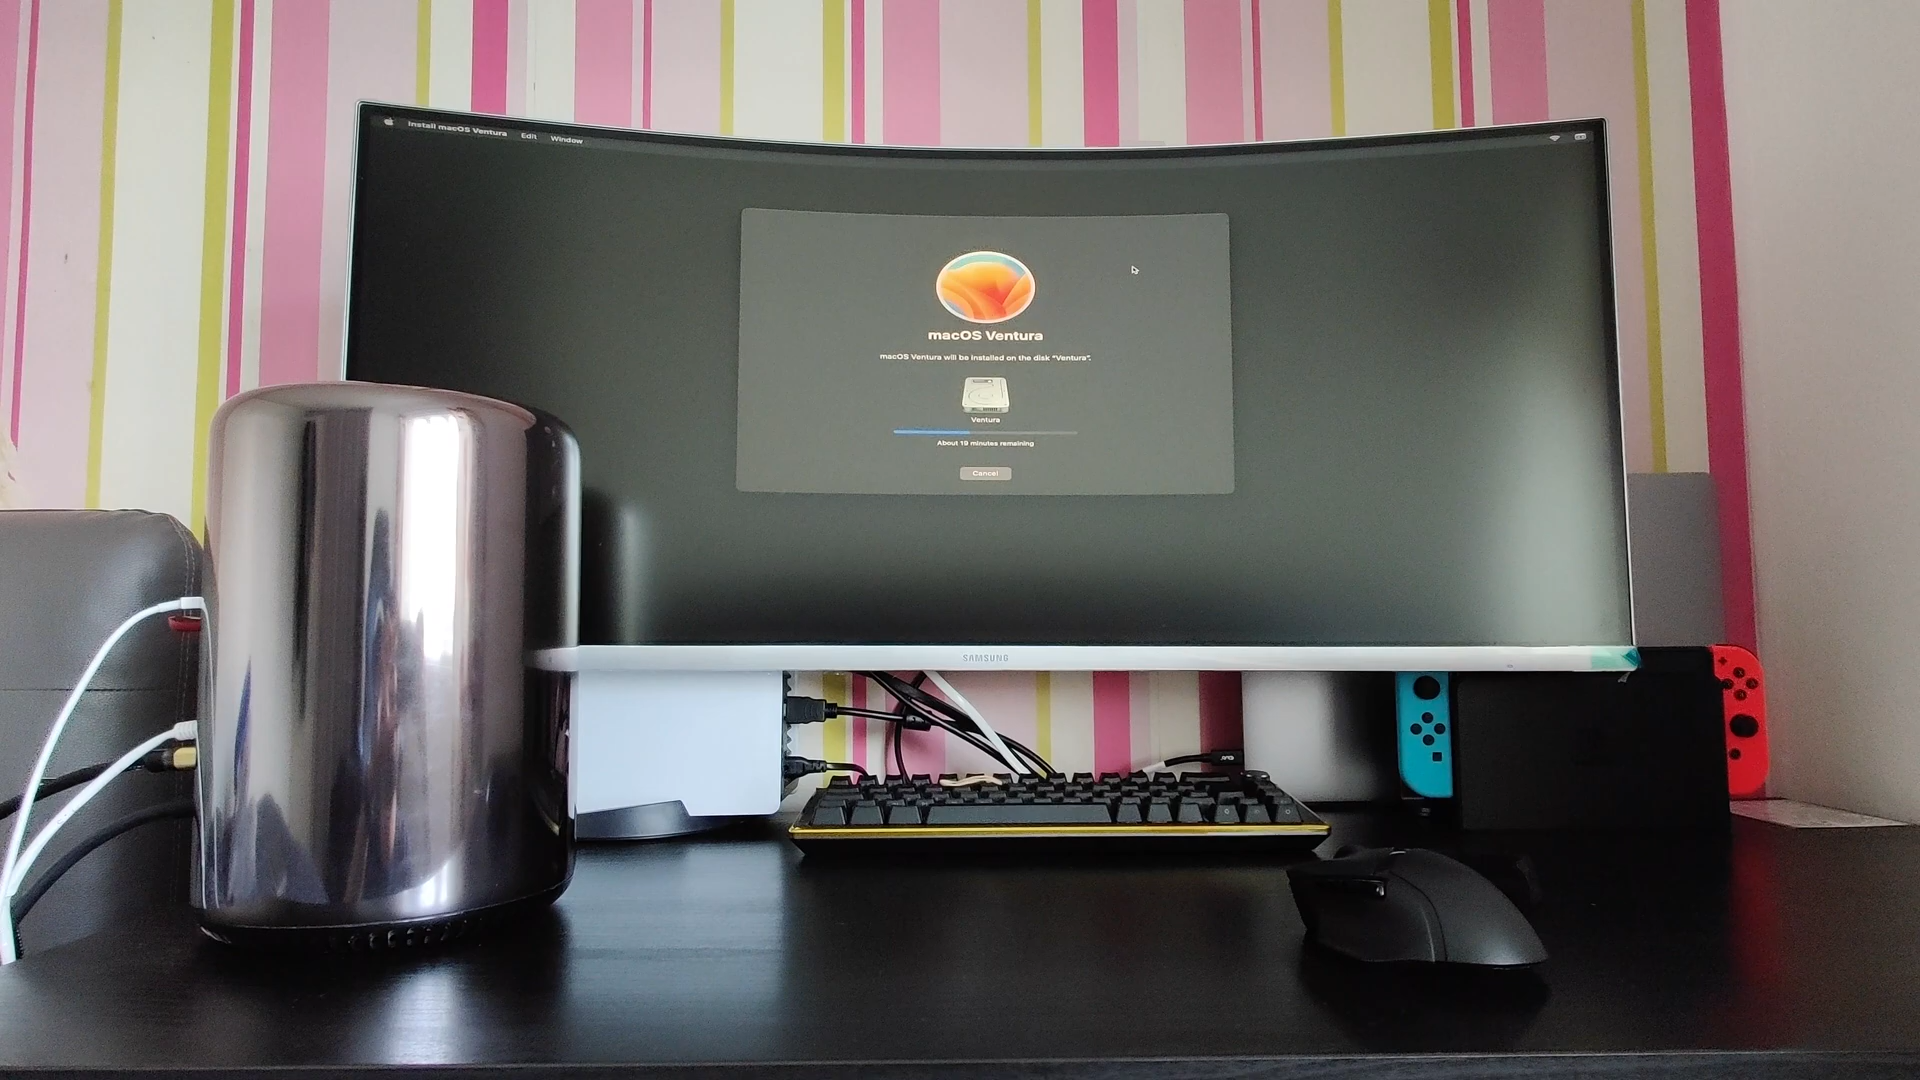 Install macOS Ventura Edit Window
macOS Ventura
macOS Ventura will be installed on the disk “Ventura”.
Ventura
About 19 minutes remaining
Cancel
SAMSUNG